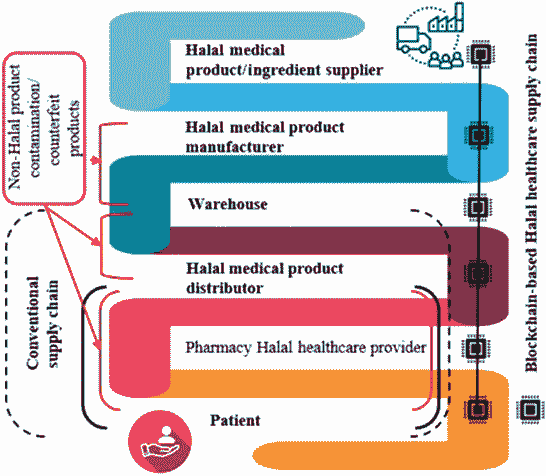 Halal medical
product/ingredient supplier
Non-Halal product
contamination/
counterfeit
products
Halal medical product
manufacturer
Warehouse
Halal medical product
distributor
Conventional
supply chain
Pharmacy Halal healthcare provider
Patient
Blockchain-based Halal healthcare supply chain